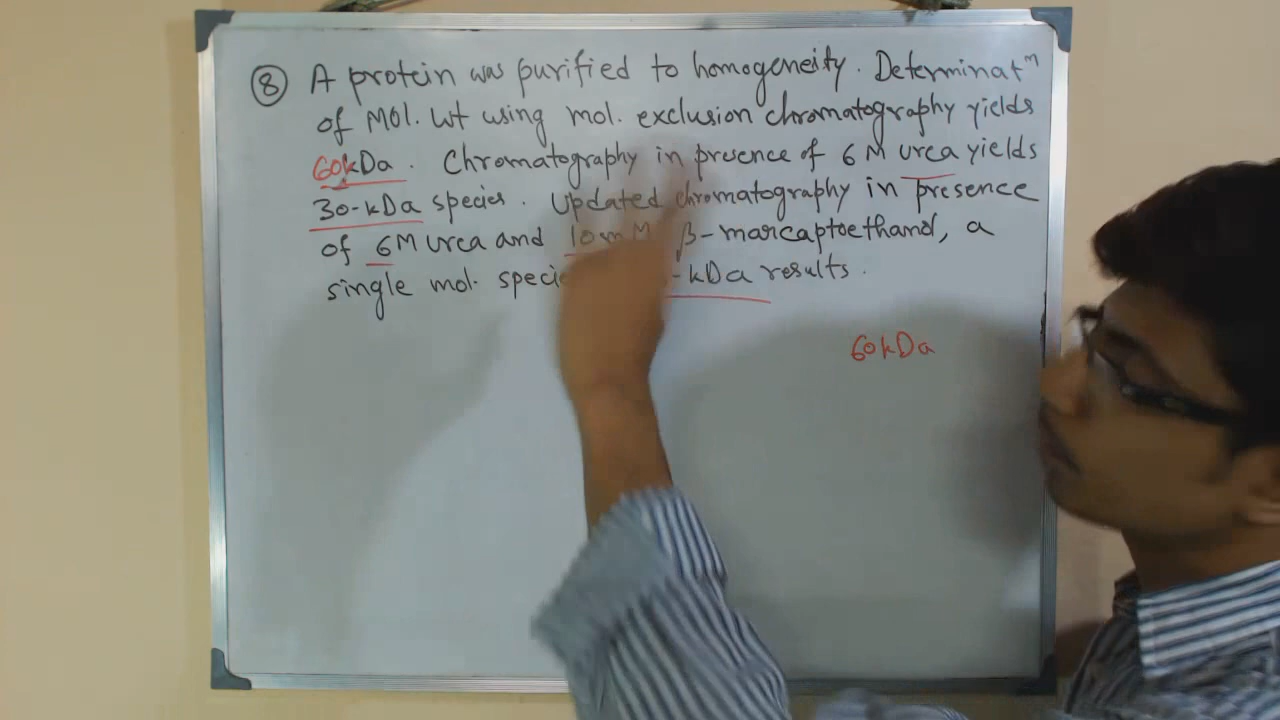 ⑧ A protein was purified to homogeneity. Determinatⁿ
of Mol. Wt using mol. exclusion chromatography yields
60kDa. Chromatography in presence of 6 M urea yields
30-kDa species. Updated chromatography in presence
of 6M urea and 10mM β-marcaptoethanol, a
single mol. -kDa results.
60kDa